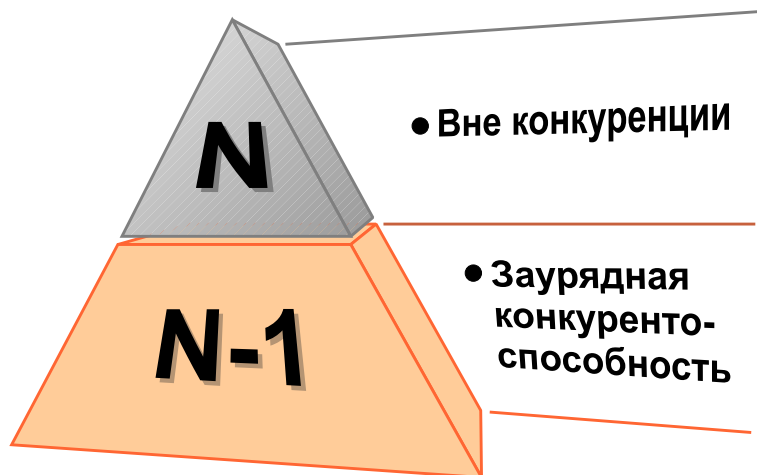 N
• Вне конкуренции
N-1
• Заурядная
конкуренто-
способность